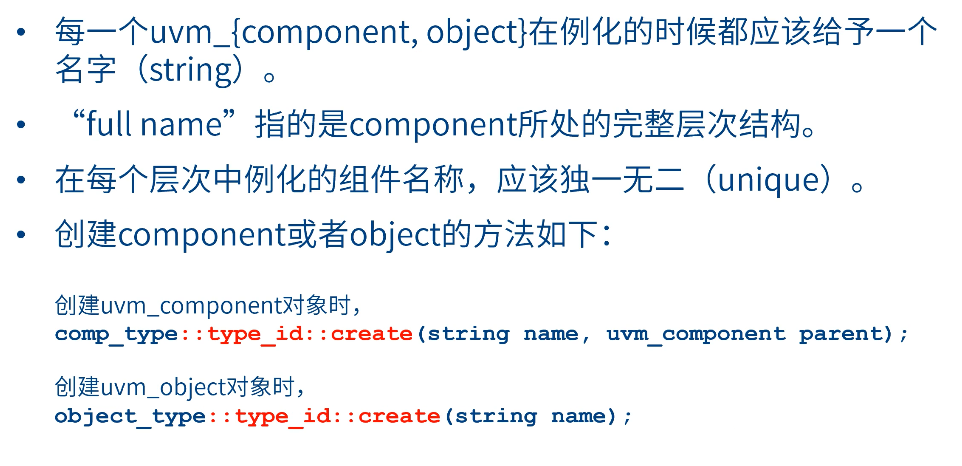 • 每一个uvm_{component, object}在例化的时候都应该给予一个
名字（string）。
• “full name”指的是component所处的完整层次结构。
• 在每个层次中例化的组件名称，应该独一无二（unique）。
• 创建component或者object的方法如下：
创建uvm_component对象时，
comp_type::type_id::create(string name, uvm_component parent);
创建uvm_object对象时，
object_type::type_id::create(string name);